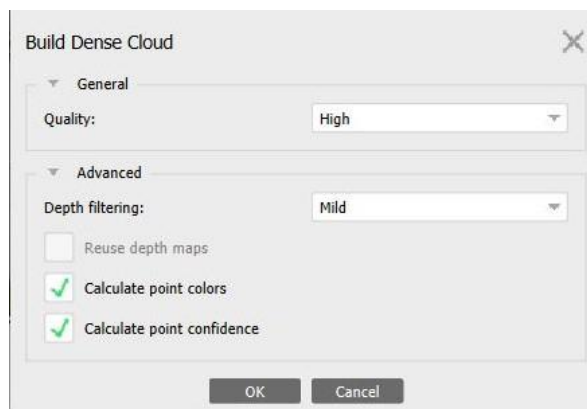 Build Dense Cloud
General
Quality: High
Advanced
Depth filtering: Mild
Reuse depth maps
Calculate point colors
Calculate point confidence
OK Cancel